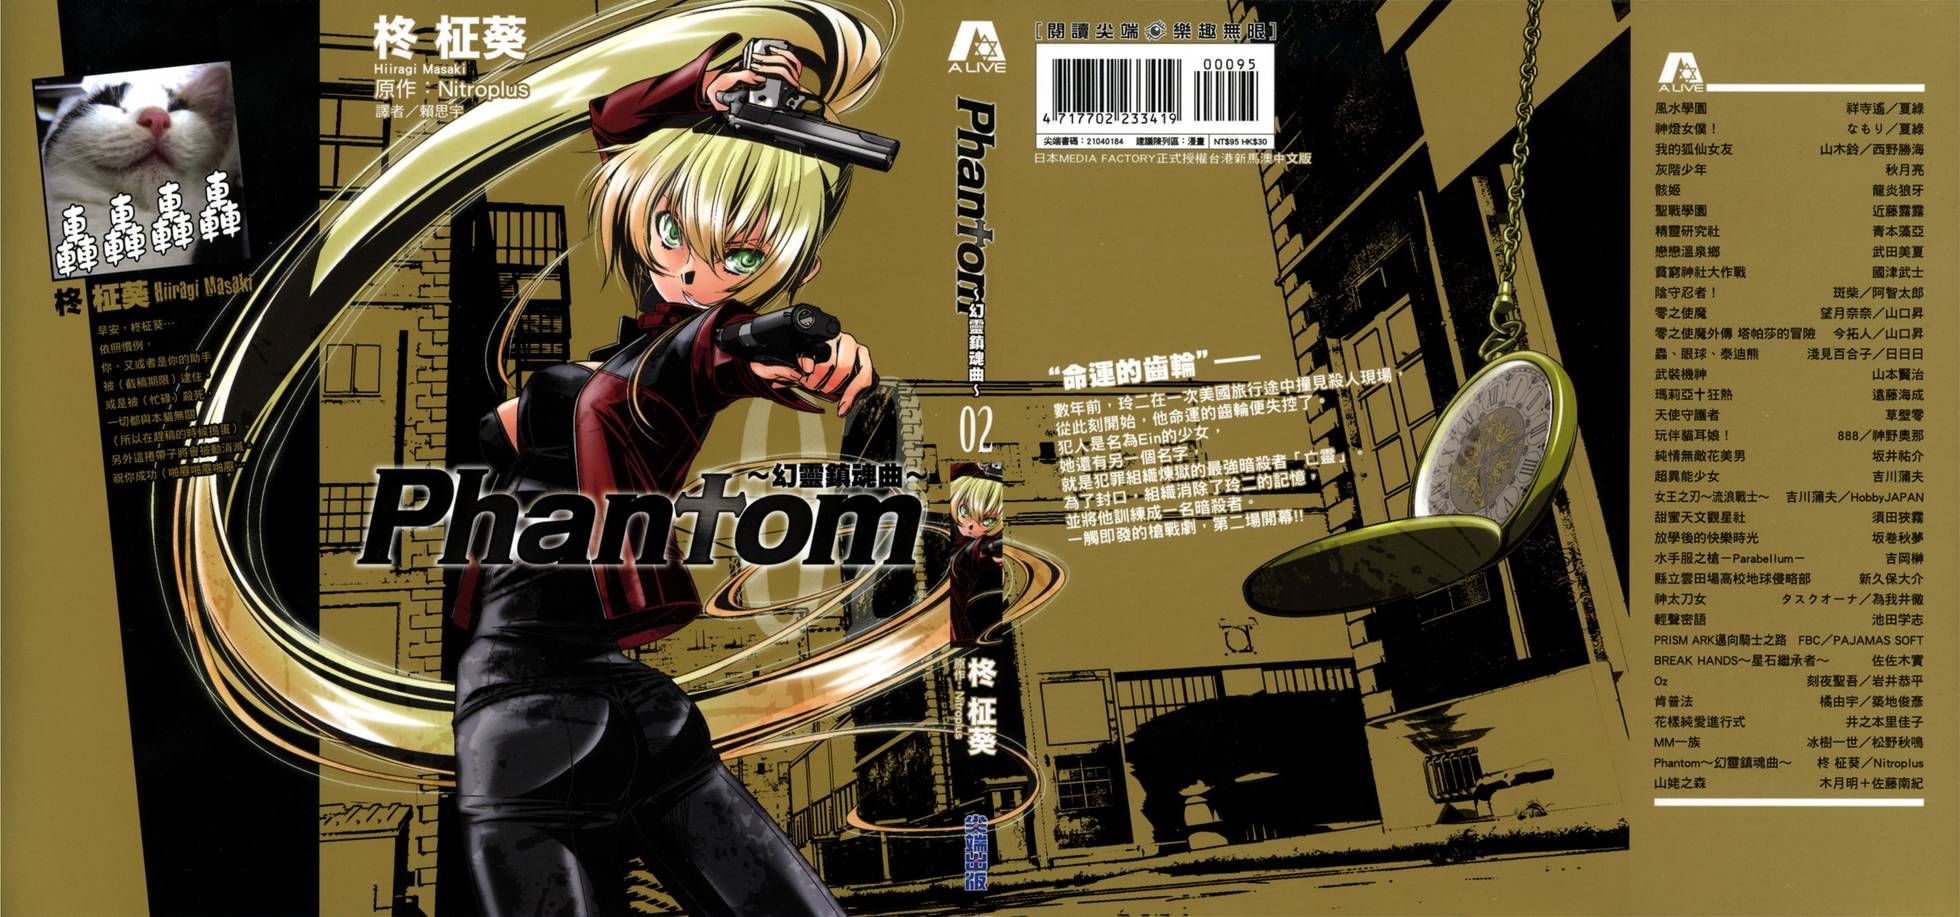 轟
轟
轟
轟
柊 柾葵 Hiiragi Masaki
早安，柊柾葵…
依照慣例，
你、又或者是你的助手
被（截稿期限）逮住，
或是被（忙碌）殺死，
一切都與本貓無關
（所以在趕稿的時候搗蛋）
另外這捲帶子將會被動消滅。
祝你成功（啪嚓啪嚓啪嚓…
柊 柾葵
Hiiragi Masaki
原作：Nitroplus
譯者／賴思宇
～幻靈鎮魂曲～
Phantom
A LIVE
Phantom
～幻靈鎮魂曲～
02
原作：Nitroplus
柊 柾葵
尖端出版
[閱讀尖端 樂趣無限]
00095
4 717702 233419
尖端書碼：21040184 建議陳列區：漫畫 NT$95 HK$30
日本MEDIA FACTORY正式授權台港新馬澳中文版
“命運的齒輪”——
數年前，玲二在一次美國旅行途中撞見殺人現場，
從此刻開始，他命運的齒輪便失控了。
犯人是名為Ein的少女，
她還有另一個名字，
就是犯罪組織煉獄的最強暗殺者「亡靈」。
為了封口，組織消除了玲二的記憶，
並將他訓練成一名暗殺者。
一觸即發的槍戰劇，第二場開幕!!
A LIVE
風水學園 祥寺遙／夏綠
神燈女僕！ なもり／夏綠
我的狐仙女友 山木鈴／西野勝海
灰階少年 秋月亮
骸姬 龍炎狼牙
聖戰學園 近藤露露
精靈研究社 青本藻亞
戀戀溫泉鄉 武田美夏
貧窮神社大作戰 國津武士
陰守忍者！ 斑柴／阿智太郎
零之使魔 望月奈奈／山口昇
零之使魔外傳 塔帕莎的冒險 今拓人／山口昇
蟲、眼球、泰迪熊 淺見百合子／日日日
武裝機神 山本賢治
瑪莉亞十狂熱 遠藤海成
天使守護者 草壁零
玩伴貓耳娘！ 888／神野奧那
純情無敵花美男 坂井祐介
超異能少女 吉川蒲夫
女王之刃～流浪戰士～ 吉川蒲夫／HobbyJAPAN
甜蜜天文觀星社 須田狹霧
放學後的快樂時光 坂卷秋夢
水手服之槍－Parabellum－ 吉岡榊
縣立雲田場高校地球侵略部 新久保大介
神太刀女 タスクオーナ／為我井徹
輕聲密語 池田学志
PRISM ARK邁向騎士之路 FBC／PAJAMAS SOFT
BREAK HANDS～星石繼承者～ 佐佐木實
Oz 刻夜聖吾／岩井恭平
肯普法 橘由宇／築地俊彥
花樣純愛進行式 井之本里佳子
MM一族 冰樹一世／松野秋鳴
Phantom～幻靈鎮魂曲～ 柊 柾葵／Nitroplus
山姥之森 木月明＋佐藤南紀